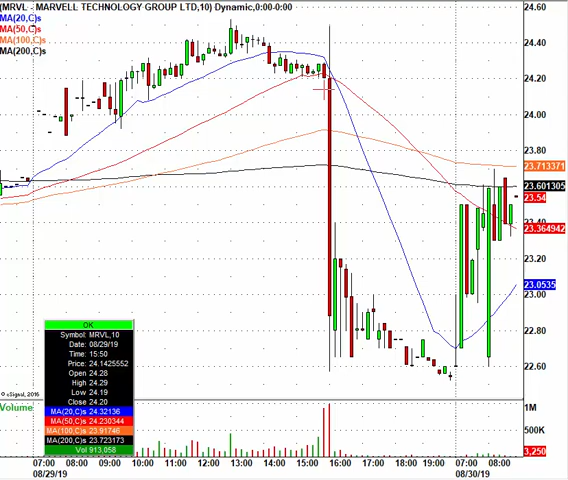 (MRVL - MARVELL TECHNOLOGY GROUP LTD,10) Dynamic,0:00-0:00
MA(20,C)s
MA(50,C)s
MA(100,C)s
MA(200,C)s
24.60
24.40
24.20
24.00
23.80
23.713371
23.601305
23.54
23.40
23.364942
23.20
23.0535
23.00
22.80
22.60
OK
Symbol: MRVL,10
Date: 08/29/19
Time: 15:50
Price: 24.1425552
Open 24.28
High 24.29
Low 24.19
Close 24.20
MA(20,C)s 24.32136
MA(50,C)s 24.230344
MA(100,C)s 23.91746
MA(200,C)s 23.723173
Vol 913.058
© eSignal, 2016
Volume
1M
500K
3,250
07:00 08:00 09:00 10:00 11:00 12:00 13:00 14:00 15:00 16:00 17:00 18:00 19:00 07:00 08:00
08/29/19 08/30/19